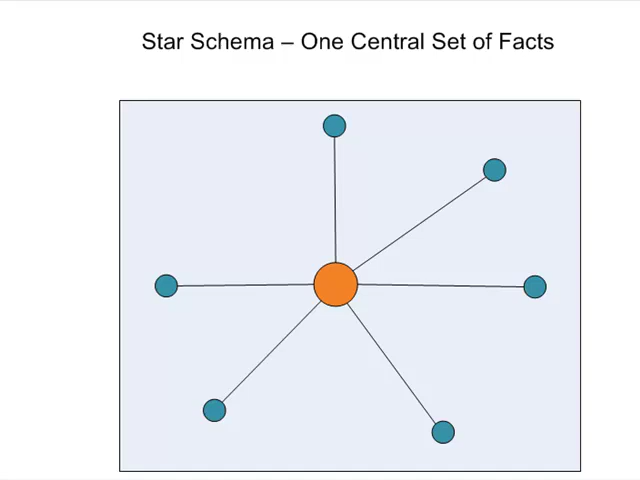 Star Schema – One Central Set of Facts